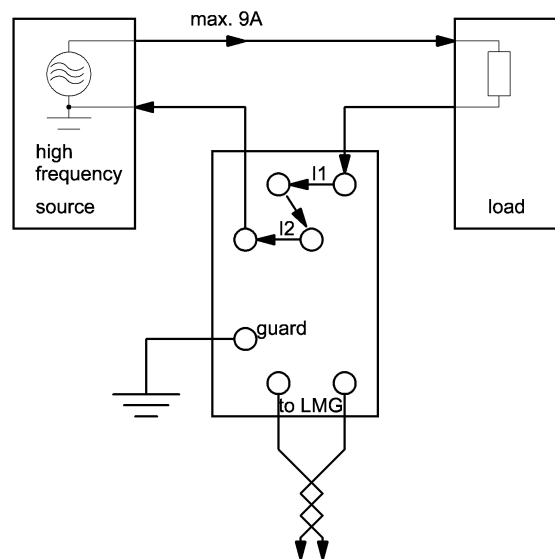 max. 9A
high
frequency
source
load
I1
I2
guard
to LMG